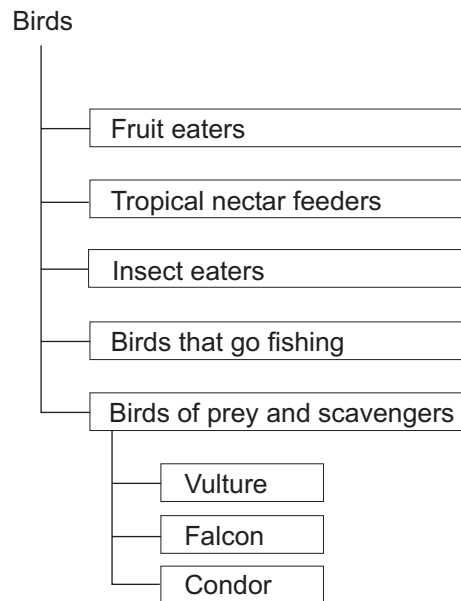 Birds
Fruit eaters
Tropical nectar feeders
Insect eaters
Birds that go fishing
Birds of prey and scavengers
Vulture
Falcon
Condor